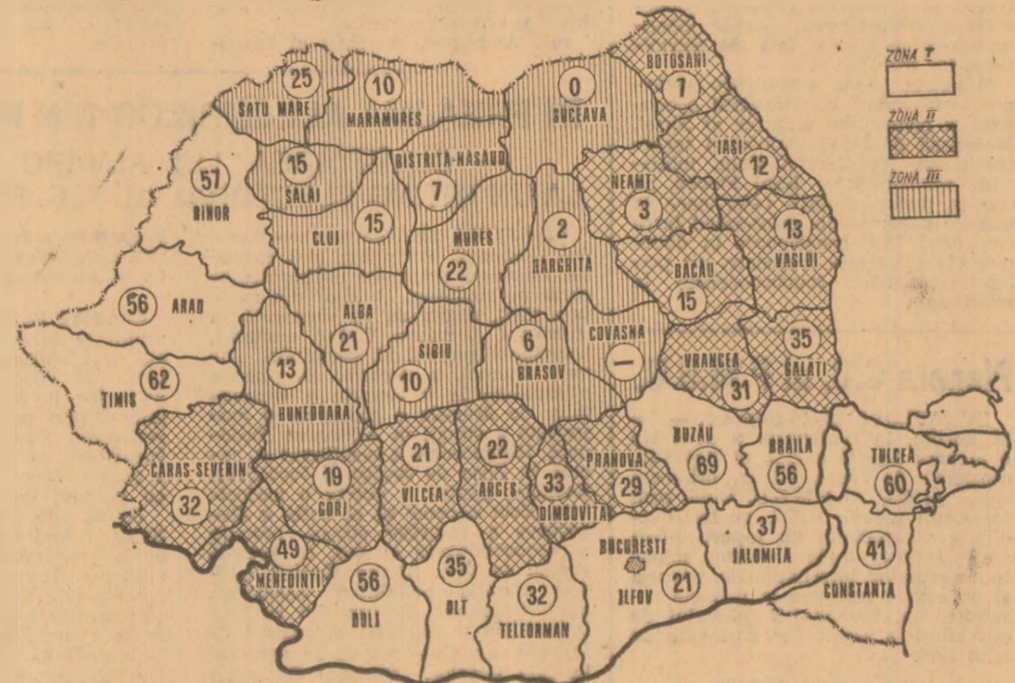 ZONA I
ZONA II
ZONA III
25
SATU MARE
10
MARAMUREȘ
0
SUCEAVA
BOTOȘANI
7
IAȘI
12
57
BIHOR
15
SĂLAJ
BISTRIȚA-NĂSĂUD
7
NEAMȚ
3
CLUJ
15
MUREȘ
22
2
HARGHITA
BACĂU
15
13
VASLUI
56
ARAD
ALBA
21
SIBIU
10
6
BRAȘOV
COVASNA
—
VRANCEA
31
35
GALAȚI
62
TIMIȘ
13
HUNEDOARA
CARAȘ-SEVERIN
32
19
GORJ
21
VÎLCEA
22
ARGEȘ
33
DÎMBOVIȚA
PRAHOVA
29
BUZĂU
69
BRĂILA
56
TULCEA
60
49
MEHEDINȚI
56
DOLJ
35
OLT
32
TELEORMAN
BUCUREȘTI
ILFOV
21
37
IALOMIȚA
41
CONSTANȚA